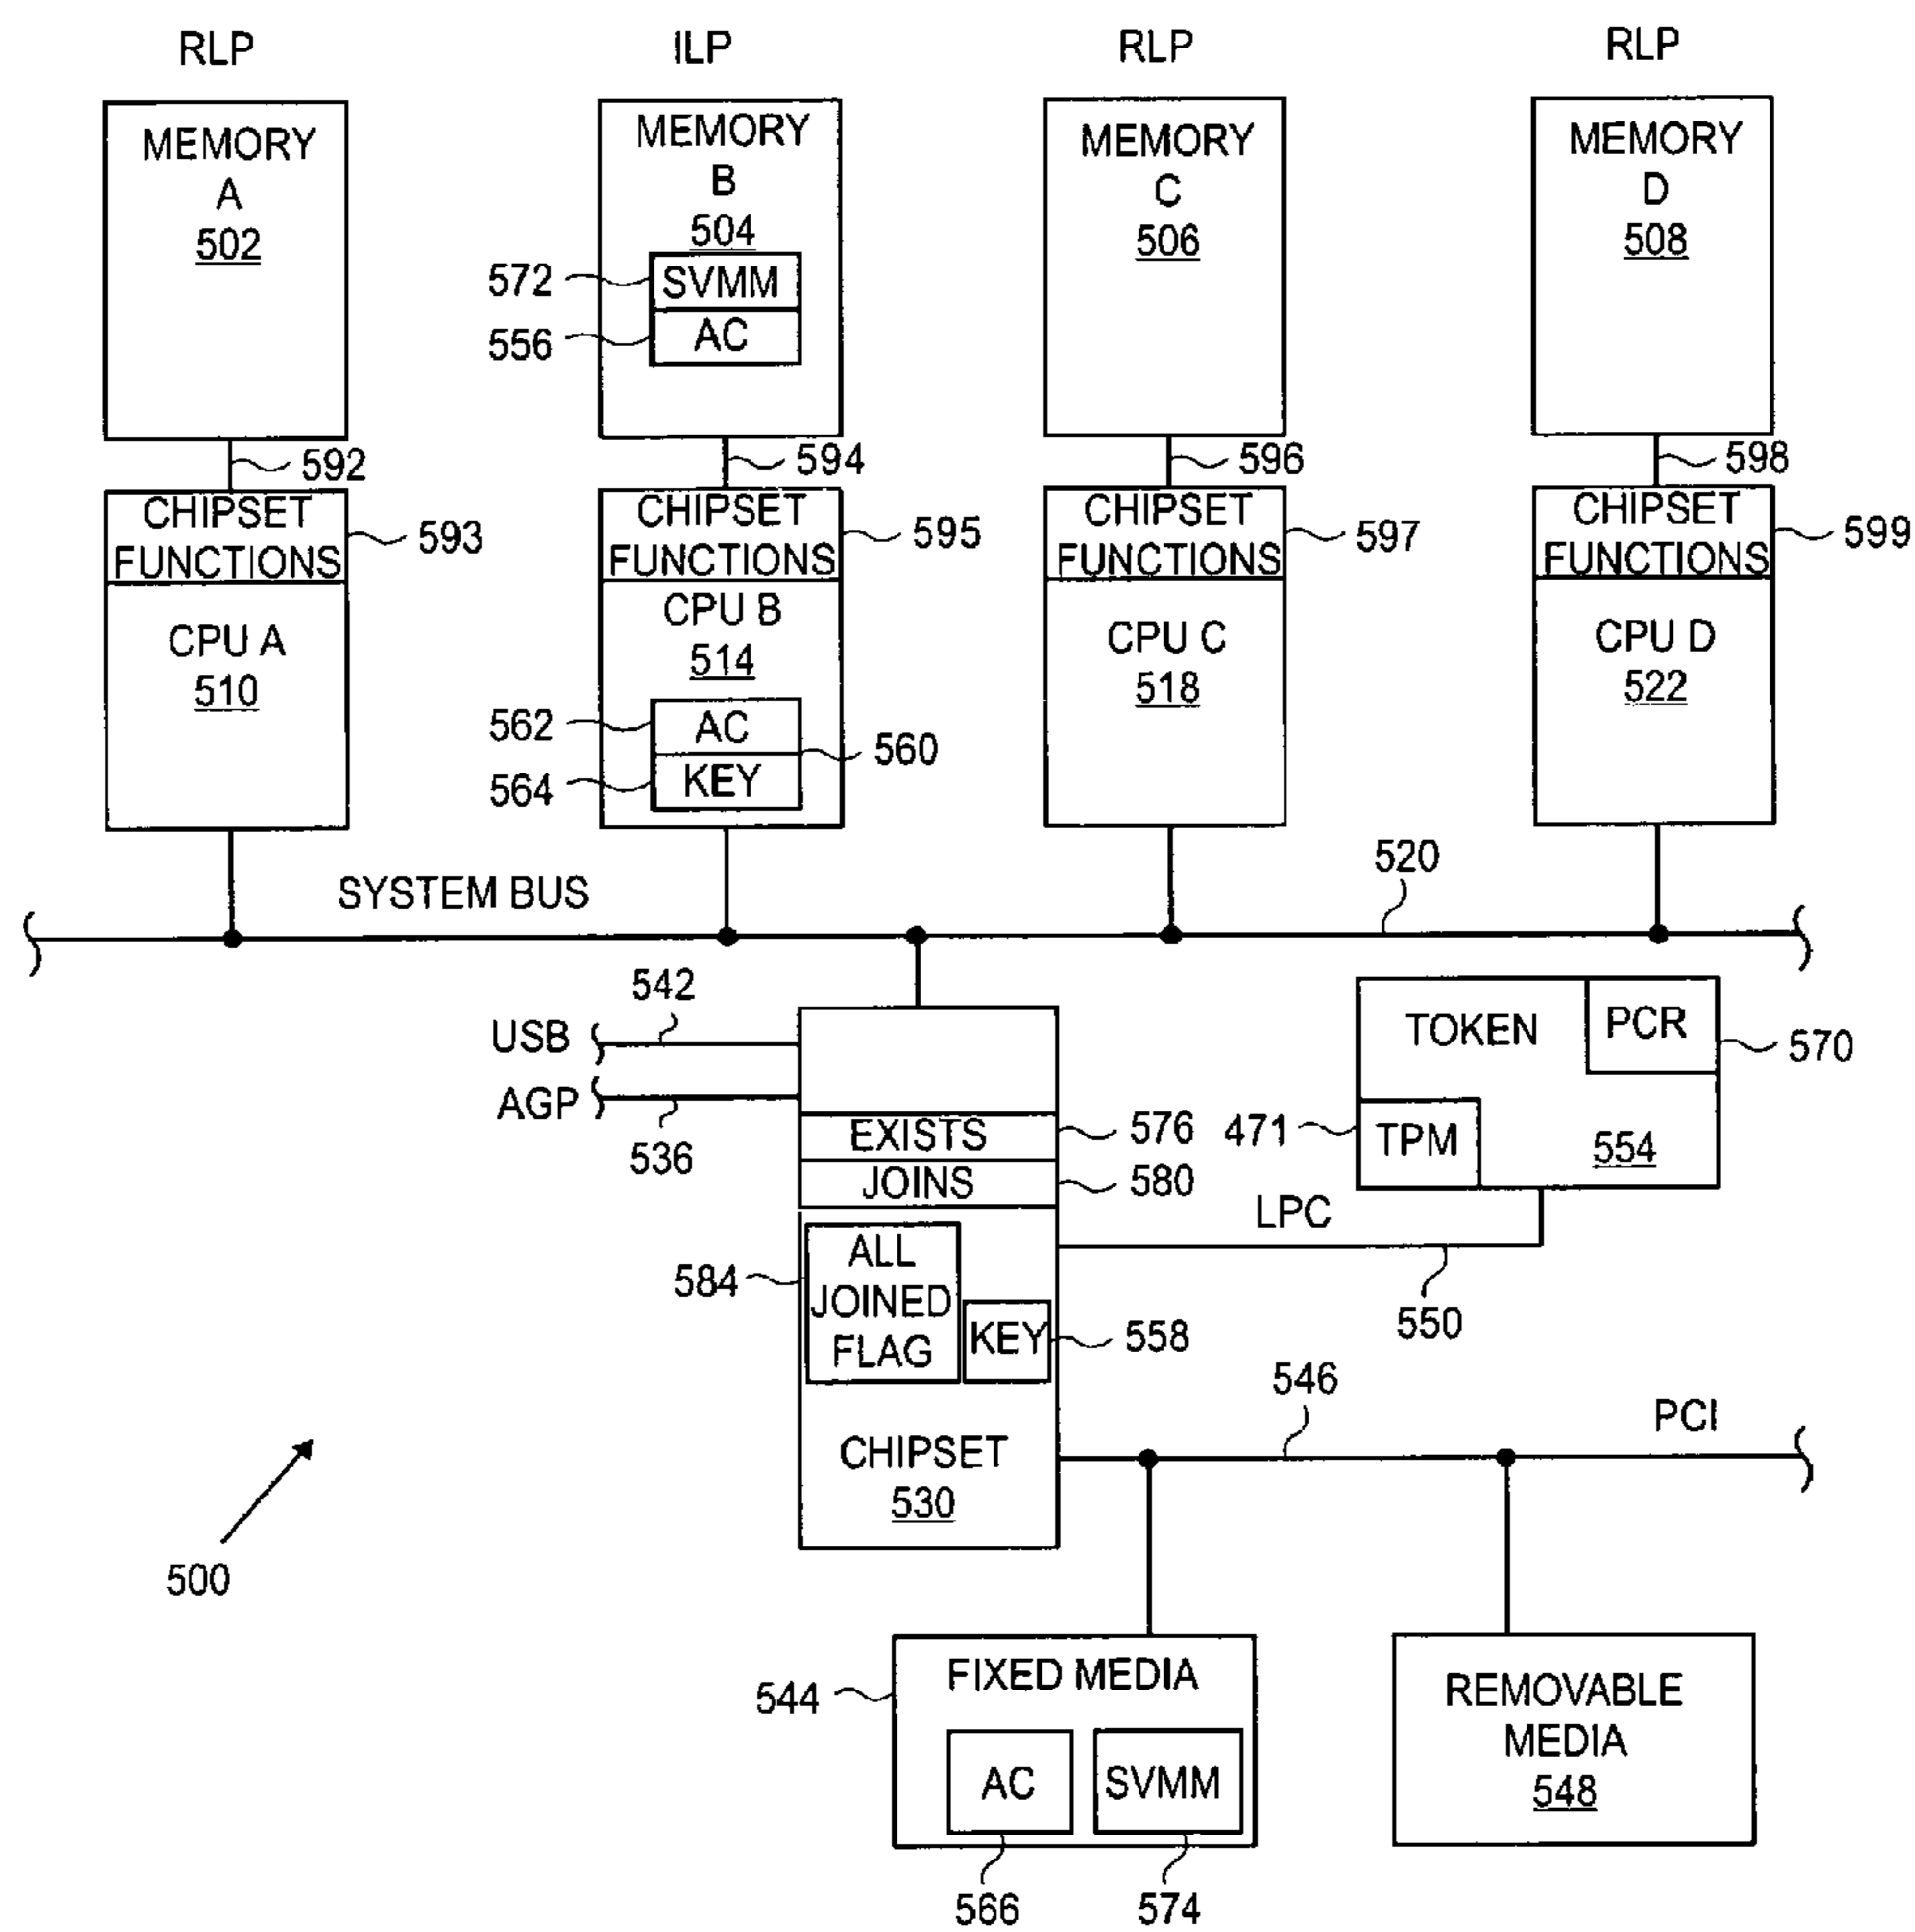 RLP
ILP
RLP
RLP
MEMORY
A
502
MEMORY
B
504
572
SVMM
556
AC
MEMORY
C
506
MEMORY
D
508
592
594
596
598
CHIPSET
FUNCTIONS
593
CPU A
510
CHIPSET
FUNCTIONS
595
CPU B
514
562
AC
560
564
KEY
CHIPSET
FUNCTIONS
597
CPU C
518
CHIPSET
FUNCTIONS
599
CPU D
522
SYSTEM BUS
520
542
USB
AGP
536
EXISTS
576
JOINS
580
584
ALL
JOINED
FLAG
KEY
558
CHIPSET
530
TOKEN
PCR
570
471
TPM
554
LPC
550
546
PCI
500
544
FIXED MEDIA
AC
SVMM
566
574
REMOVABLE
MEDIA
548